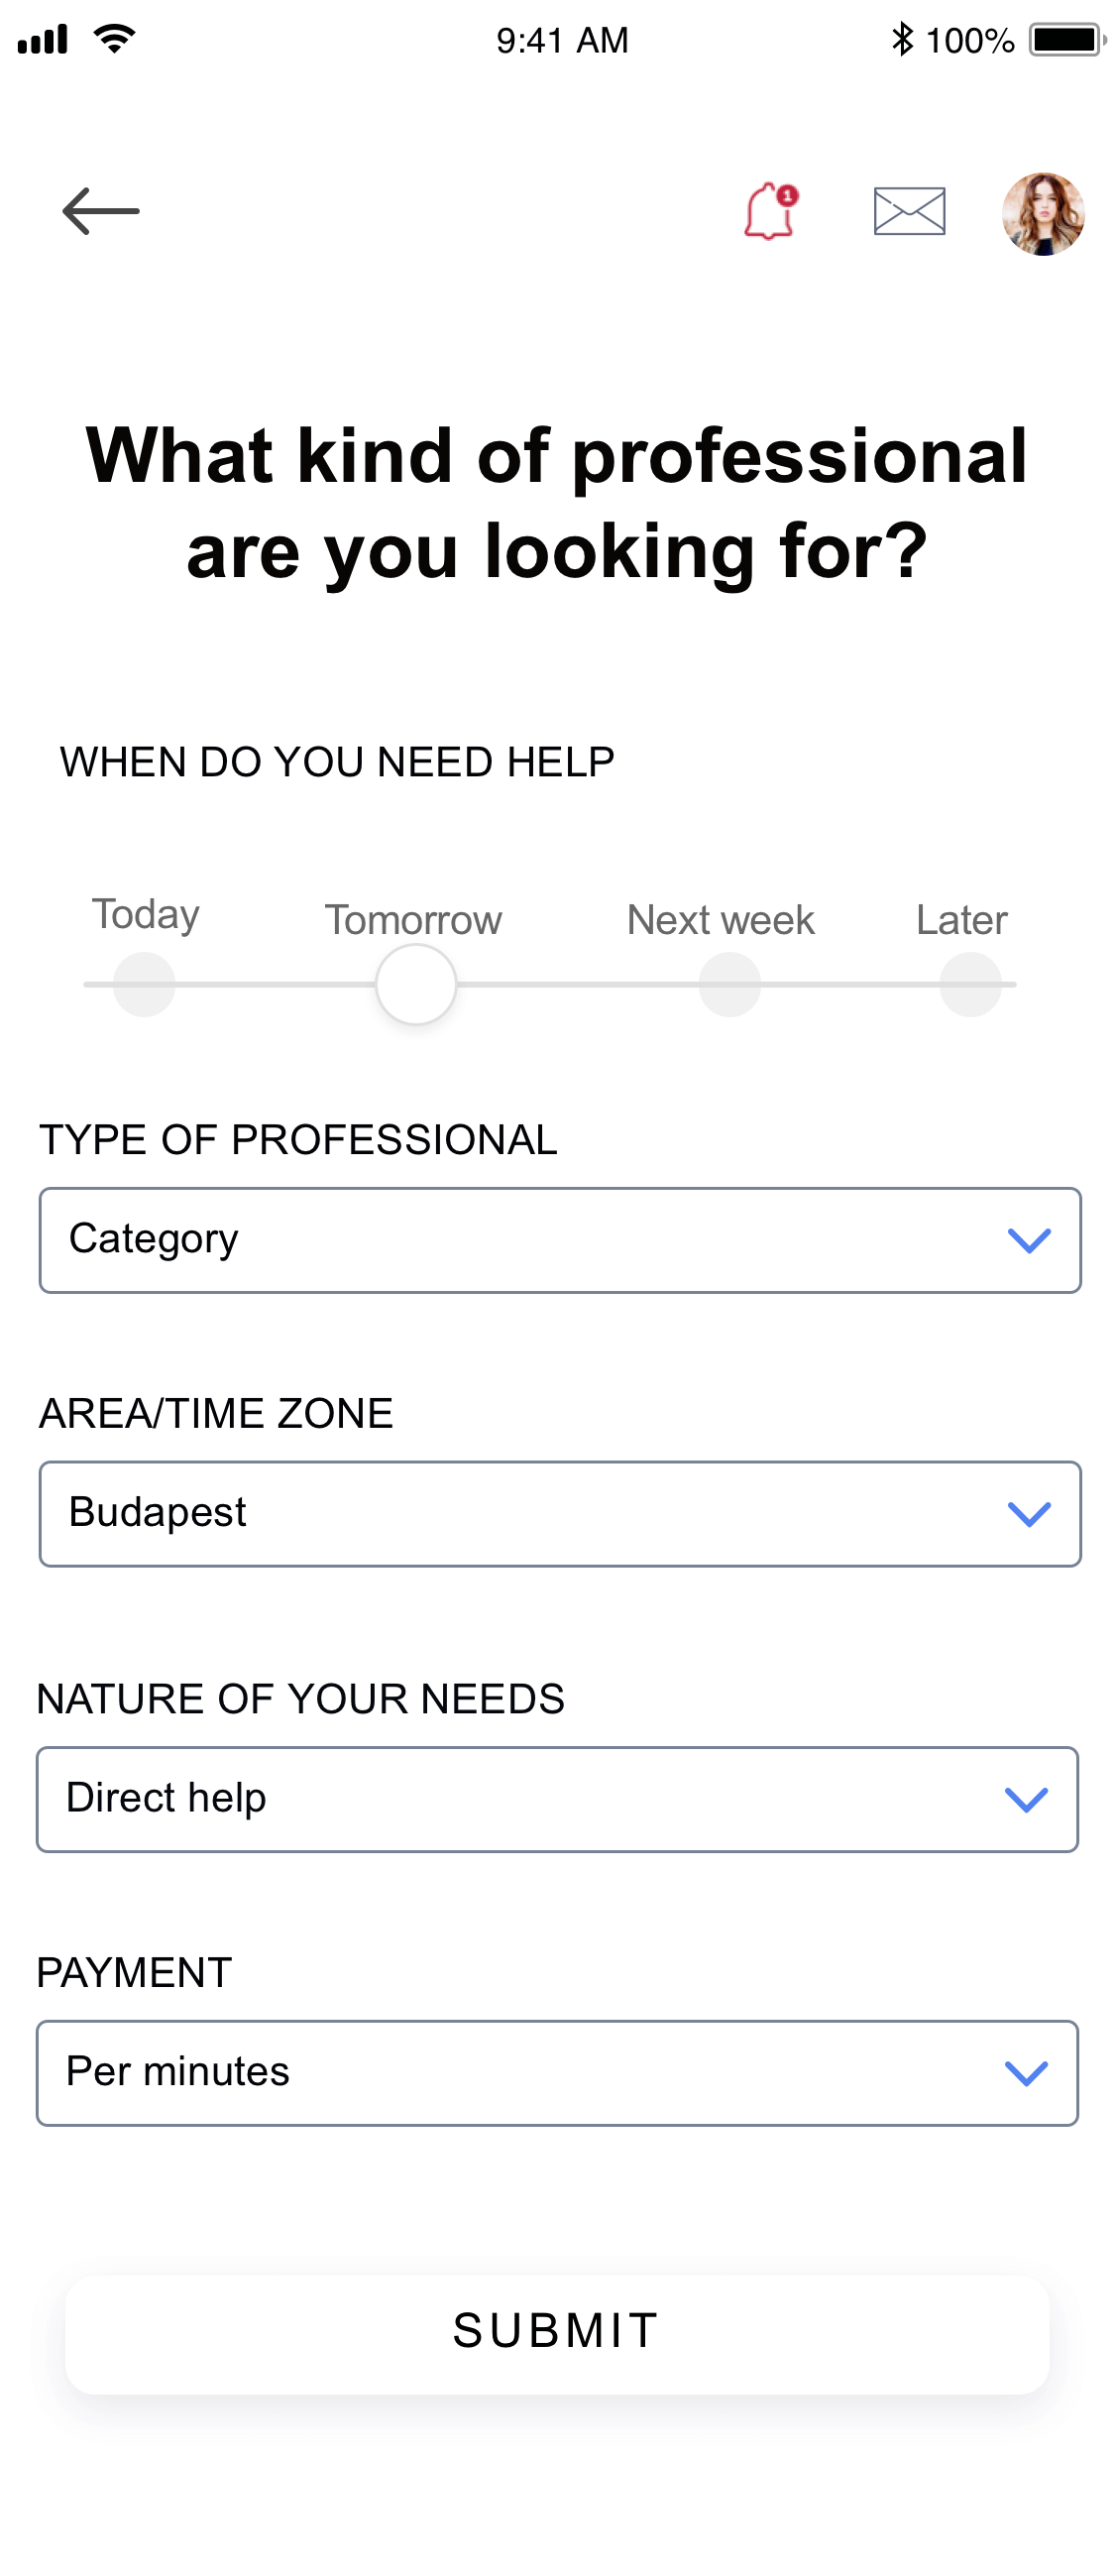 9:41 AM
100%
1
What kind of professional
are you looking for?
WHEN DO YOU NEED HELP
Today Tomorrow Next week Later
TYPE OF PROFESSIONAL
Category
AREA/TIME ZONE
Budapest
NATURE OF YOUR NEEDS
Direct help
PAYMENT
Per minutes
SUBMIT